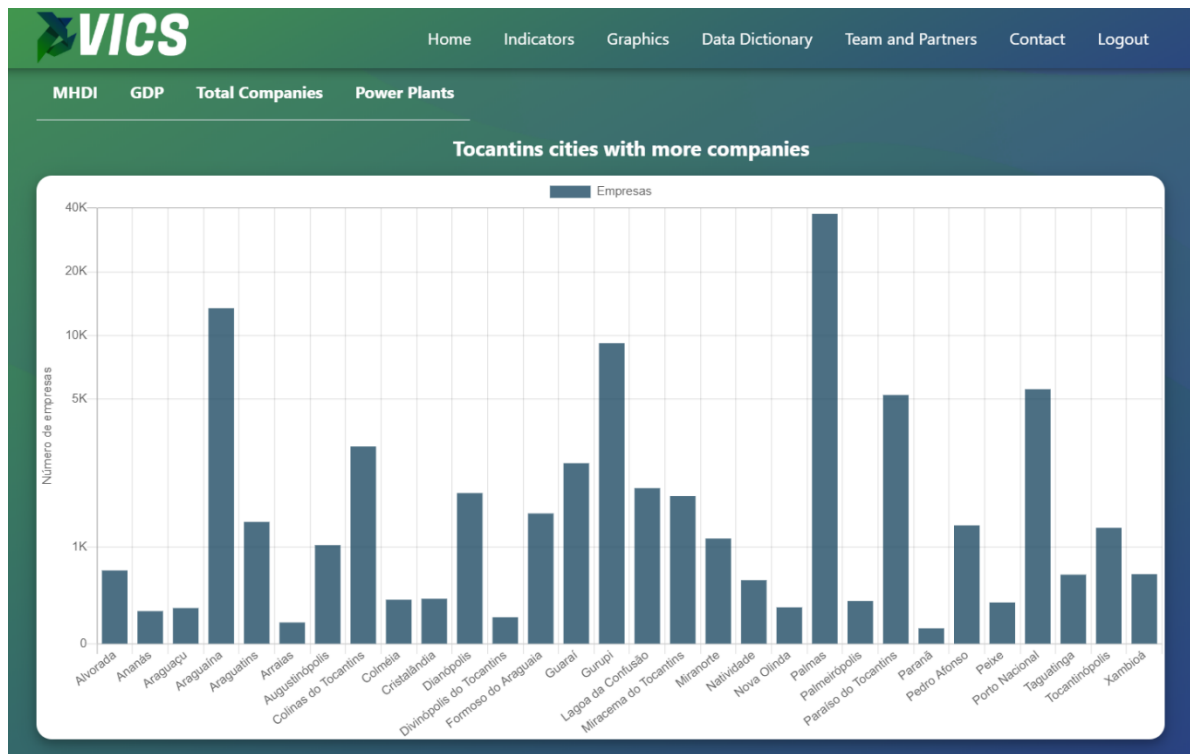 VICS
Home Indicators Graphics Data Dictionary Team and Partners Contact Logout
MHDI GDP Total Companies Power Plants
Tocantins cities with more companies
Empresas
40K
20K
10K
5K
1K
0
Número de empresas
Alvorada
Ananás
Araguaçu
Araguaína
Araguatins
Arraias
Augustinópolis
Colinas do Tocantins
Colméia
Cristalândia
Dianópolis
Divinópolis do Tocantins
Formoso do Araguaia
Guaraí
Gurupi
Lagoa da Confusão
Miracema do Tocantins
Miranorte
Natividade
Nova Olinda
Palmas
Palmeirópolis
Paraíso do Tocantins
Paranã
Pedro Afonso
Peixe
Porto Nacional
Taguatinga
Tocantinópolis
Xambioá